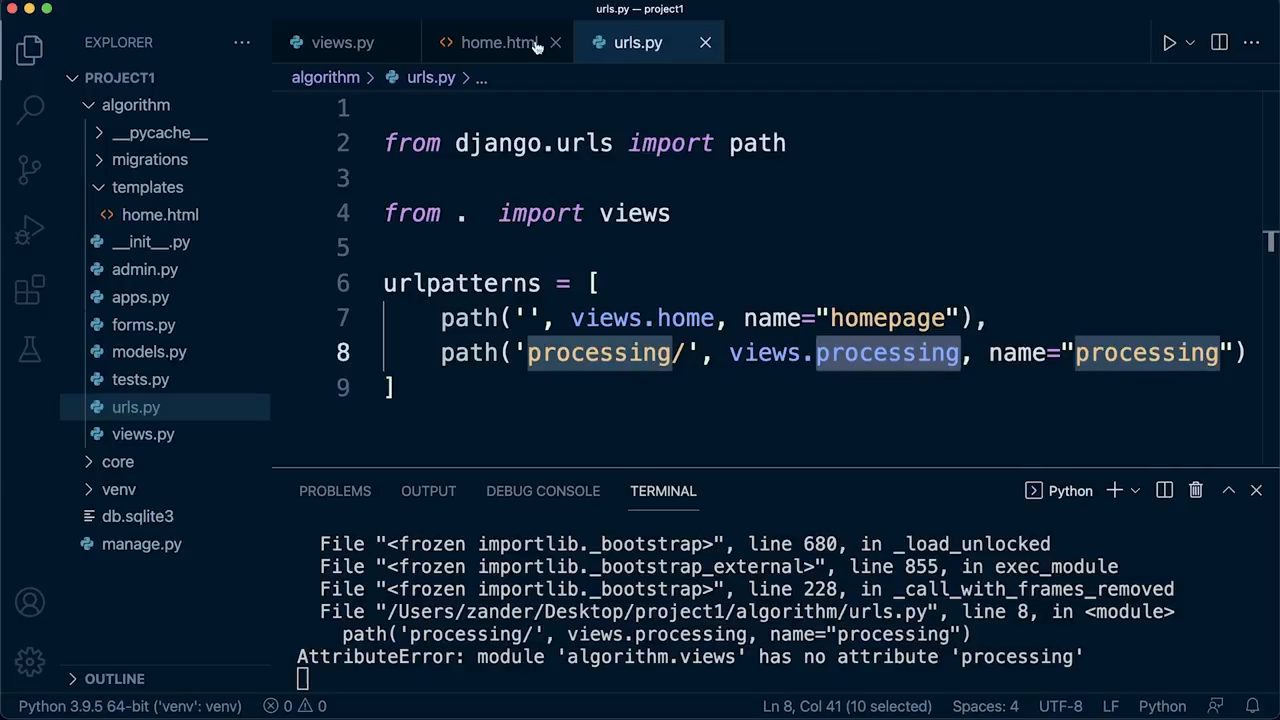 urls.py — project1
EXPLORER
views.py
home.html
urls.py
PROJECT1
algorithm
__pycache__
migrations
templates
home.html
__init__.py
admin.py
apps.py
forms.py
models.py
tests.py
urls.py
views.py
core
venv
db.sqlite3
manage.py
OUTLINE
algorithm > urls.py > ...
1
2 from django.urls import path
3
4 from .  import views
5
6 urlpatterns = [
7     path('', views.home, name="homepage"),
8     path('processing/', views.processing, name="processing")
9 ]
PROBLEMS OUTPUT DEBUG CONSOLE TERMINAL
Python
File "<frozen importlib._bootstrap>", line 680, in _load_unlocked
File "<frozen importlib._bootstrap_external>", line 855, in exec_module
File "<frozen importlib._bootstrap>", line 228, in _call_with_frames_removed
File "/Users/zander/Desktop/project1/algorithm/urls.py", line 8, in <module>
path('processing/', views.processing, name="processing")
AttributeError: module 'algorithm.views' has no attribute 'processing'
Python 3.9.5 64-bit ('venv': venv) 0 0 Ln 8, Col 41 (10 selected) Spaces: 4 UTF-8 LF Python